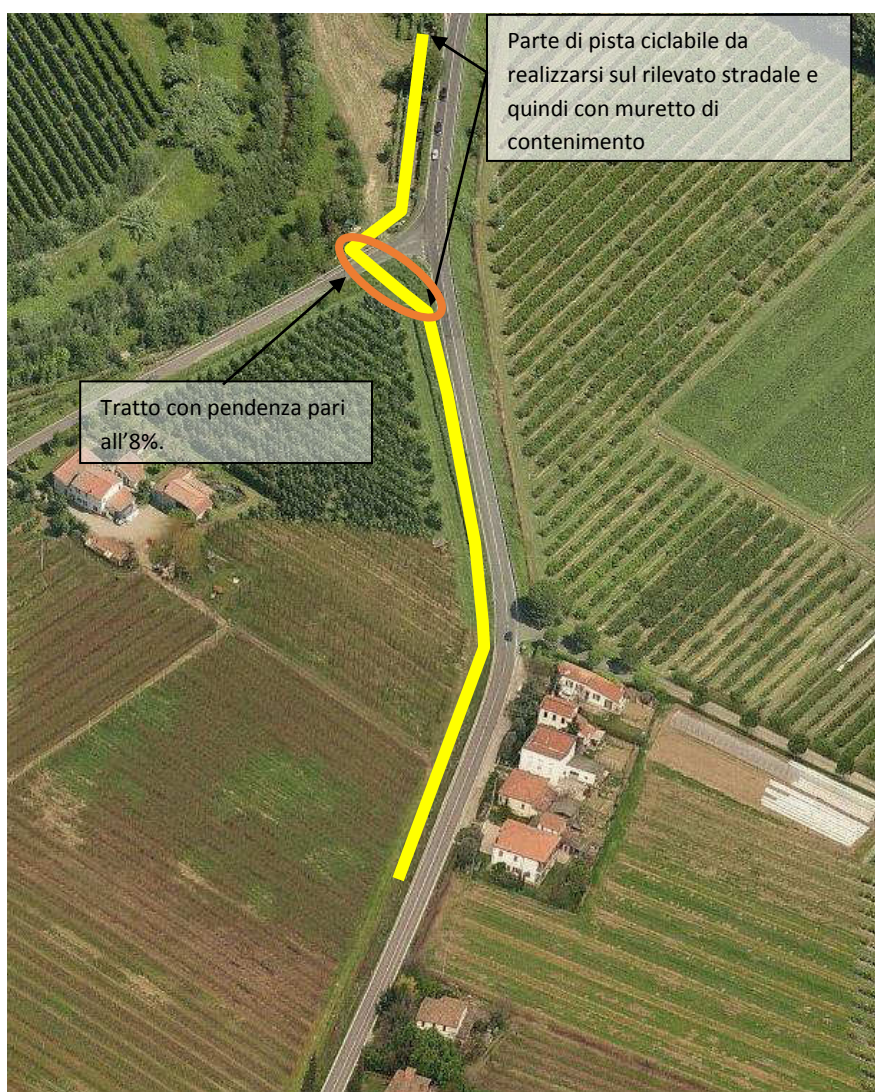 Parte di pista ciclabile da
realizzarsi sul rilevato stradale e
quindi con muretto di
contenimento
Tratto con pendenza pari
all'8%.